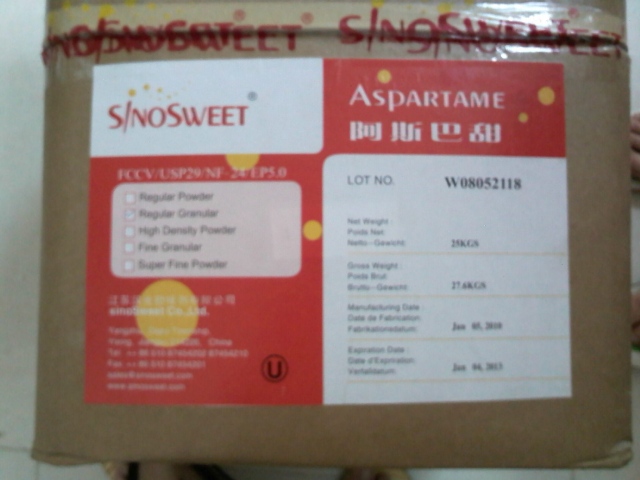 SINOSWEET
SINOSWEET®
ASPARTAME
阿斯巴甜
FCCV/USP29/NF-24/EP5.0
Regular Powder
Regular Granular
High Density Powder
Fine Granular
Super Fine Powder
sinoSweet Co.,Ltd.
China
www.sinosweet.com
U
LOT NO. W08052118
Net Weight :
Poids Net:
Netto-Gewicht: 25KGS
Gross Weight :
Poids Brut:
Brutto-Gewicht: 27.6KGS
Manufacturing Date :
Date de Fabrication:
Fabrikationsdatum: Jan 05, 2010
Expiration Date :
Date d'Expiration:
Verfalldatum: Jan 04, 2013